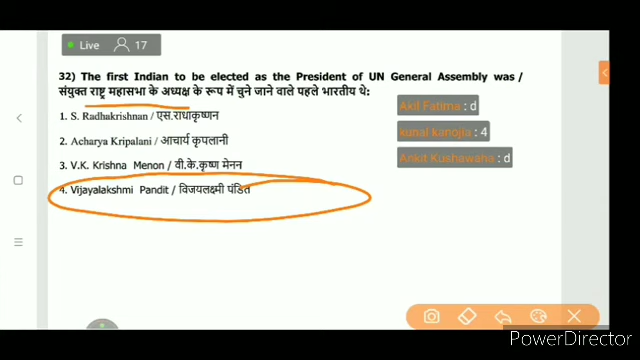 Live 17
32) The first Indian to be elected as the President of UN General Assembly was /
संयुक्त राष्ट्र महासभा के अध्यक्ष के रूप में चुने जाने वाले पहले भारतीय थे:
1. S. Radhakrishnan / एस.राधाकृष्णन
2. Acharya Kripalani / आचार्य कृपलानी
3. V.K. Krishna Menon / वी.के.कृष्ण मेनन
4. Vijayalakshmi Pandit / विजयलक्ष्मी पंडित
Akil Fatima : d
kunal kanojia : 4
Ankit Kushawaha : d
PowerDirector